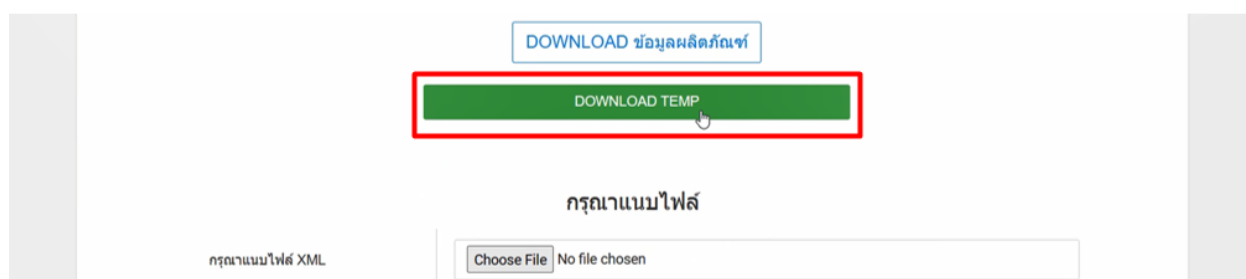 DOWNLOAD ข้อมูลผลิตภัณฑ์
DOWNLOAD TEMP
กรุณาแนบไฟล์
กรุณาแนบไฟล์ XML
Choose File No file chosen